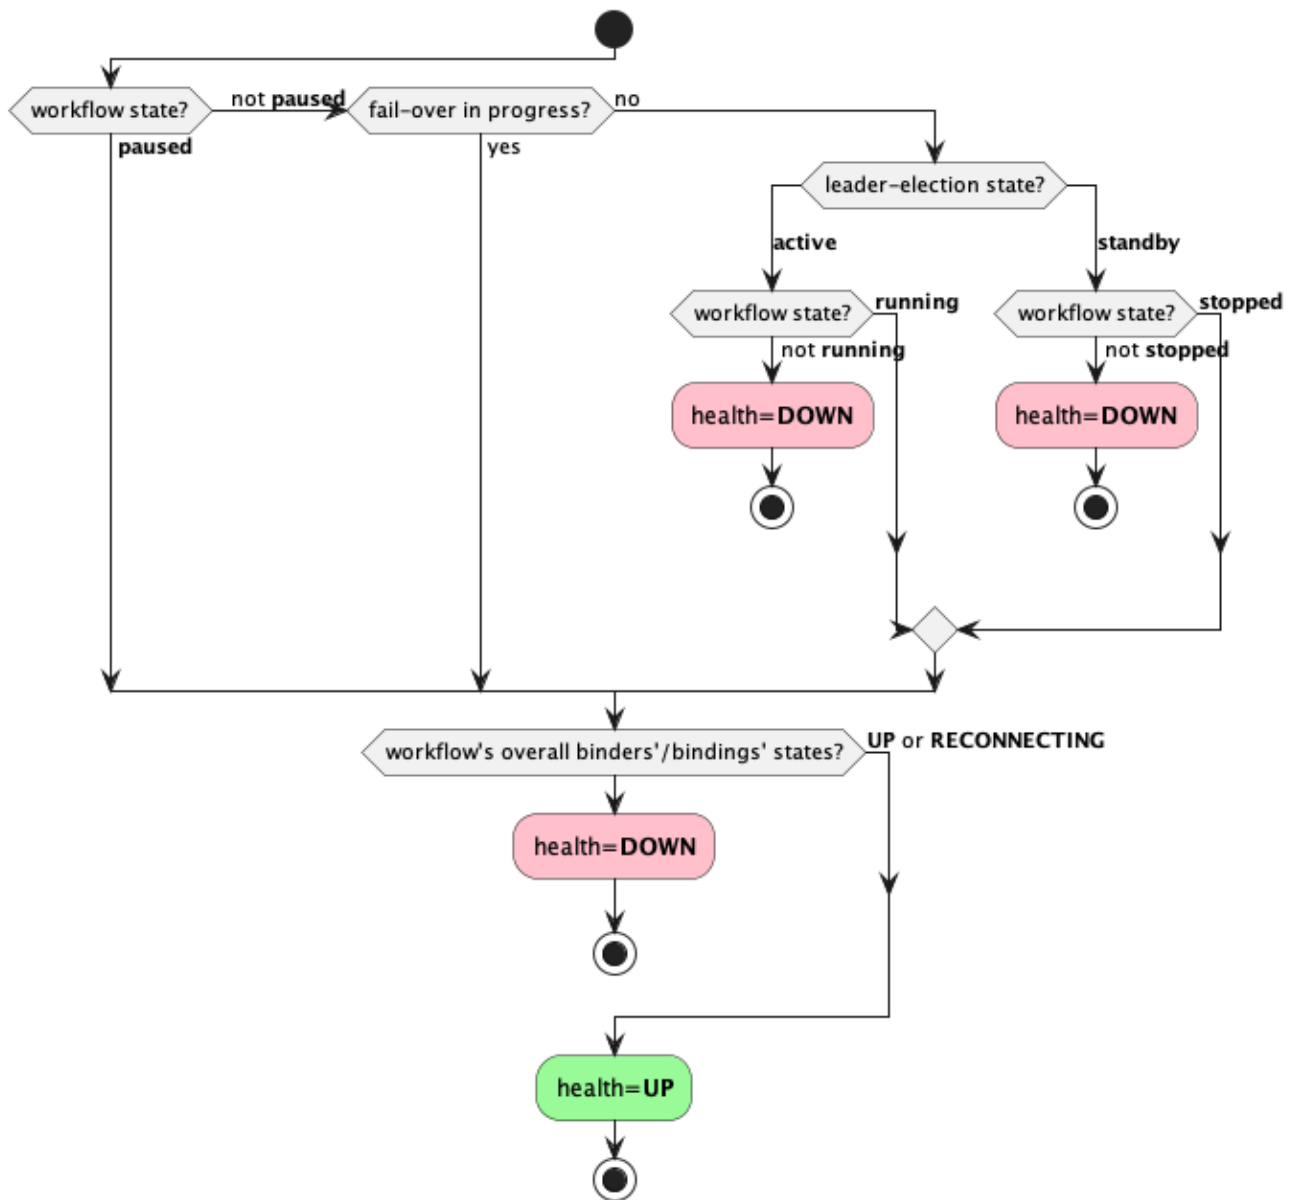 workflow state?
not paused
fail-over in progress?
no
paused
yes
leader-election state?
active
standby
workflow state?
running
workflow state?
stopped
not running
not stopped
health=DOWN
health=DOWN
workflow's overall binders'/bindings' states?
UP or RECONNECTING
health=DOWN
health=UP